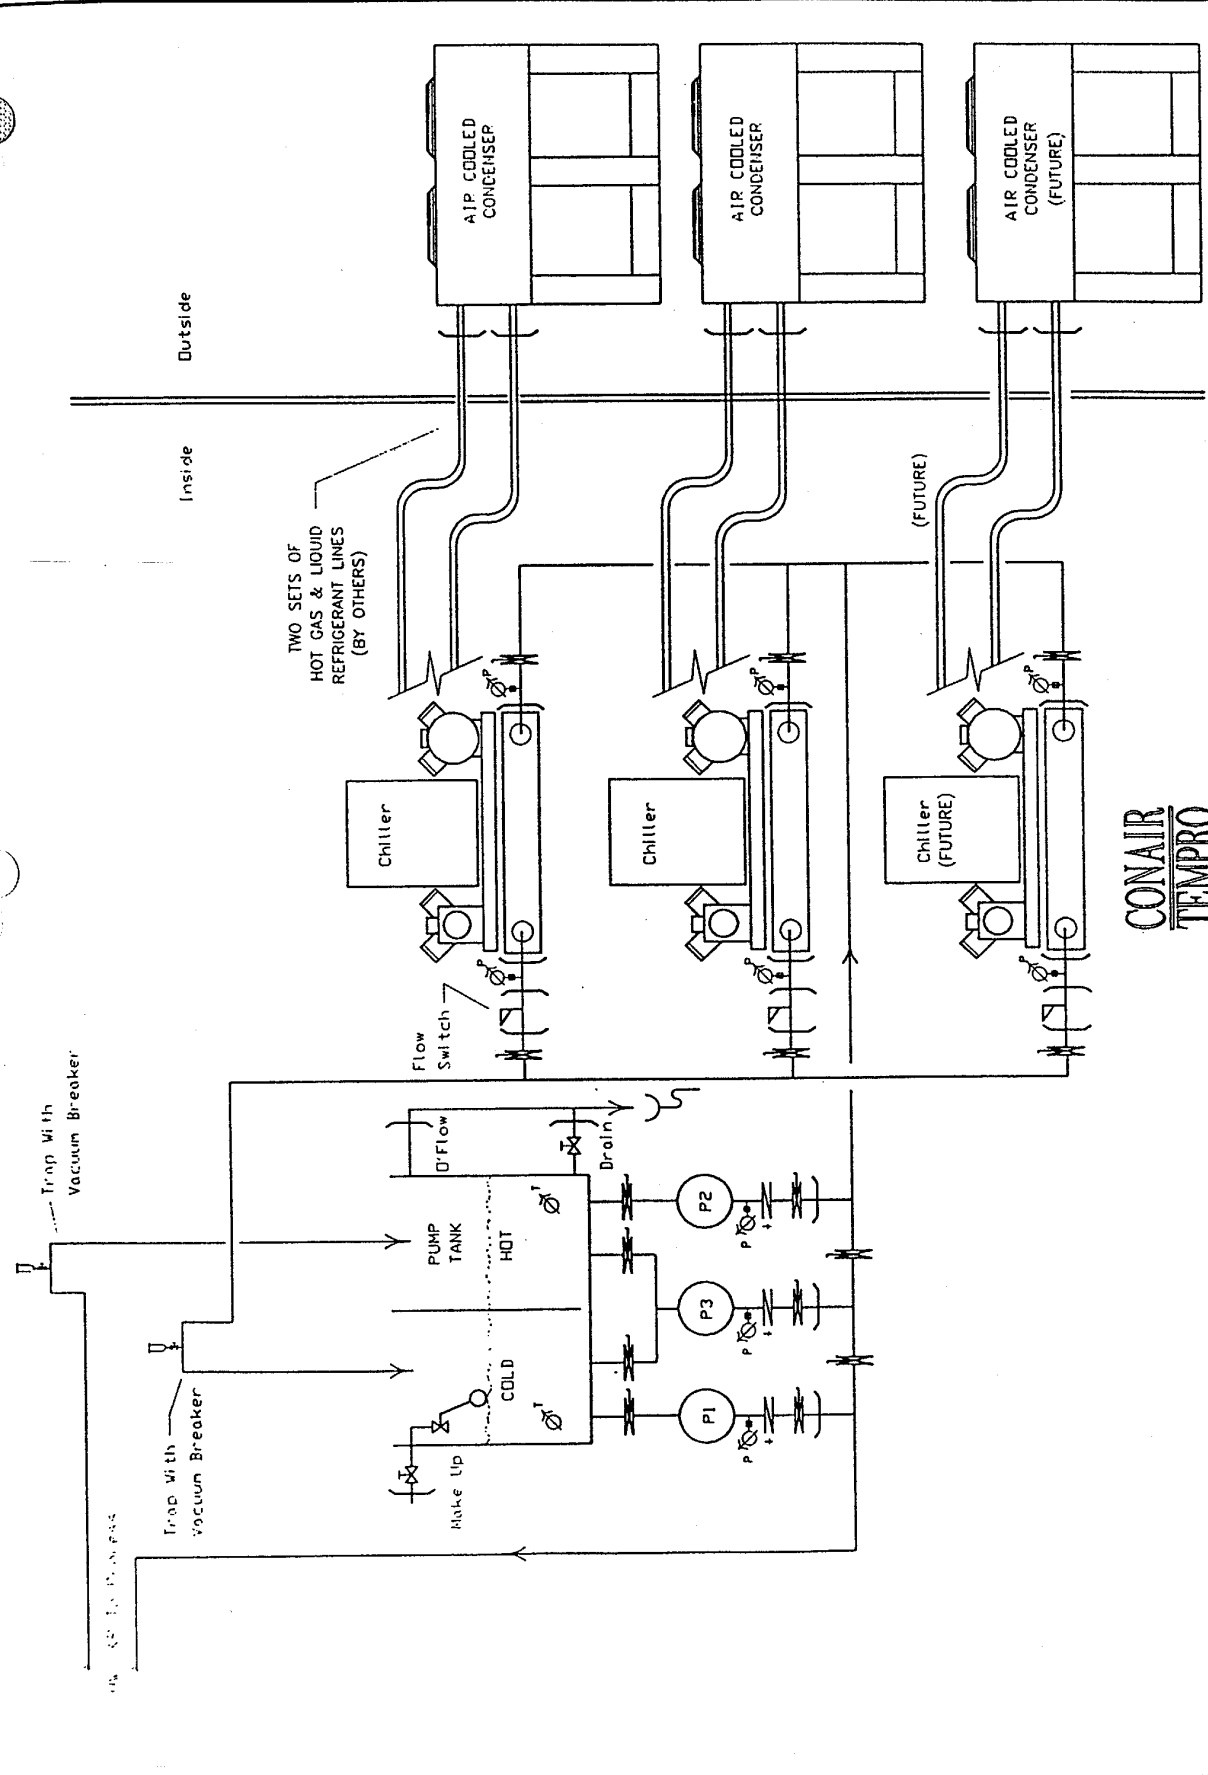 Trap With
Vacuum Breaker
Trap With
Vacuum Breaker
Make Up
PUMP
TANK
COLD
HOT
T
T
O'Flow
Drain
P1
P3
P2
P
P
P
Flow
Switch
Chiller
Chiller
Chiller
(FUTURE)
P
P
P
P
P
P
TWO SETS OF
HOT GAS & LIQUID
REFRIGERANT LINES
(BY OTHERS)
(FUTURE)
Inside
Outside
AIR COOLED
CONDENSER
AIR COOLED
CONDENSER
AIR COOLED
CONDENSER
(FUTURE)
CONAIR
TEMPRO